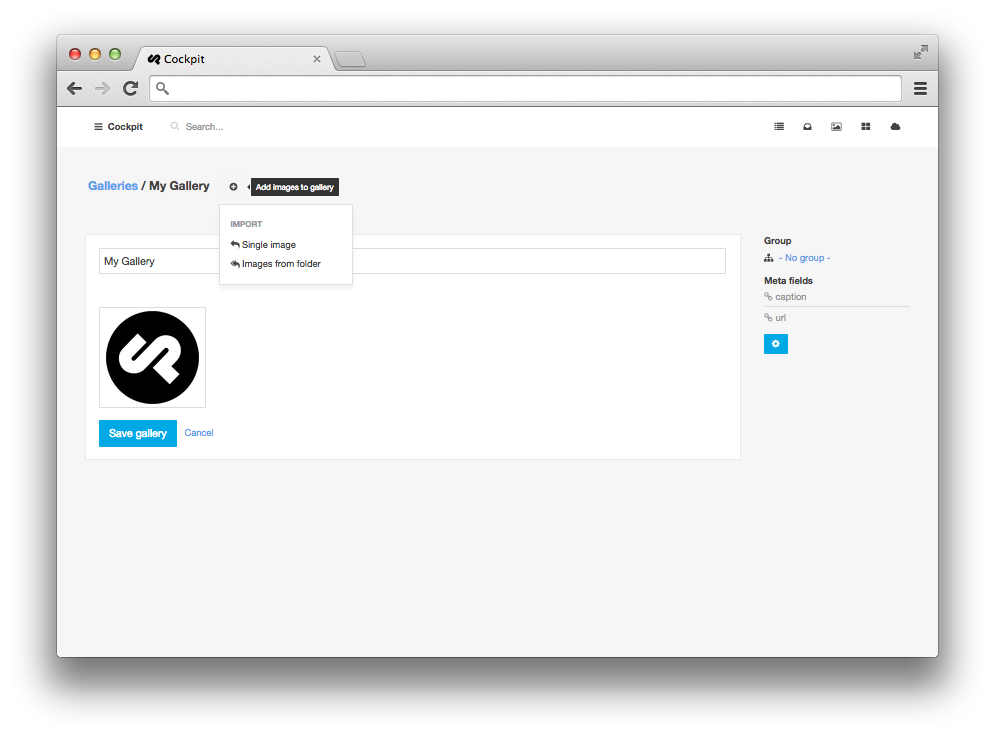 Cockpit
Cockpit
Search...
Galleries / My Gallery
Add images to gallery
IMPORT
Single image
Images from folder
My Gallery
Save gallery
Cancel
Group
- No group -
Meta fields
caption
url